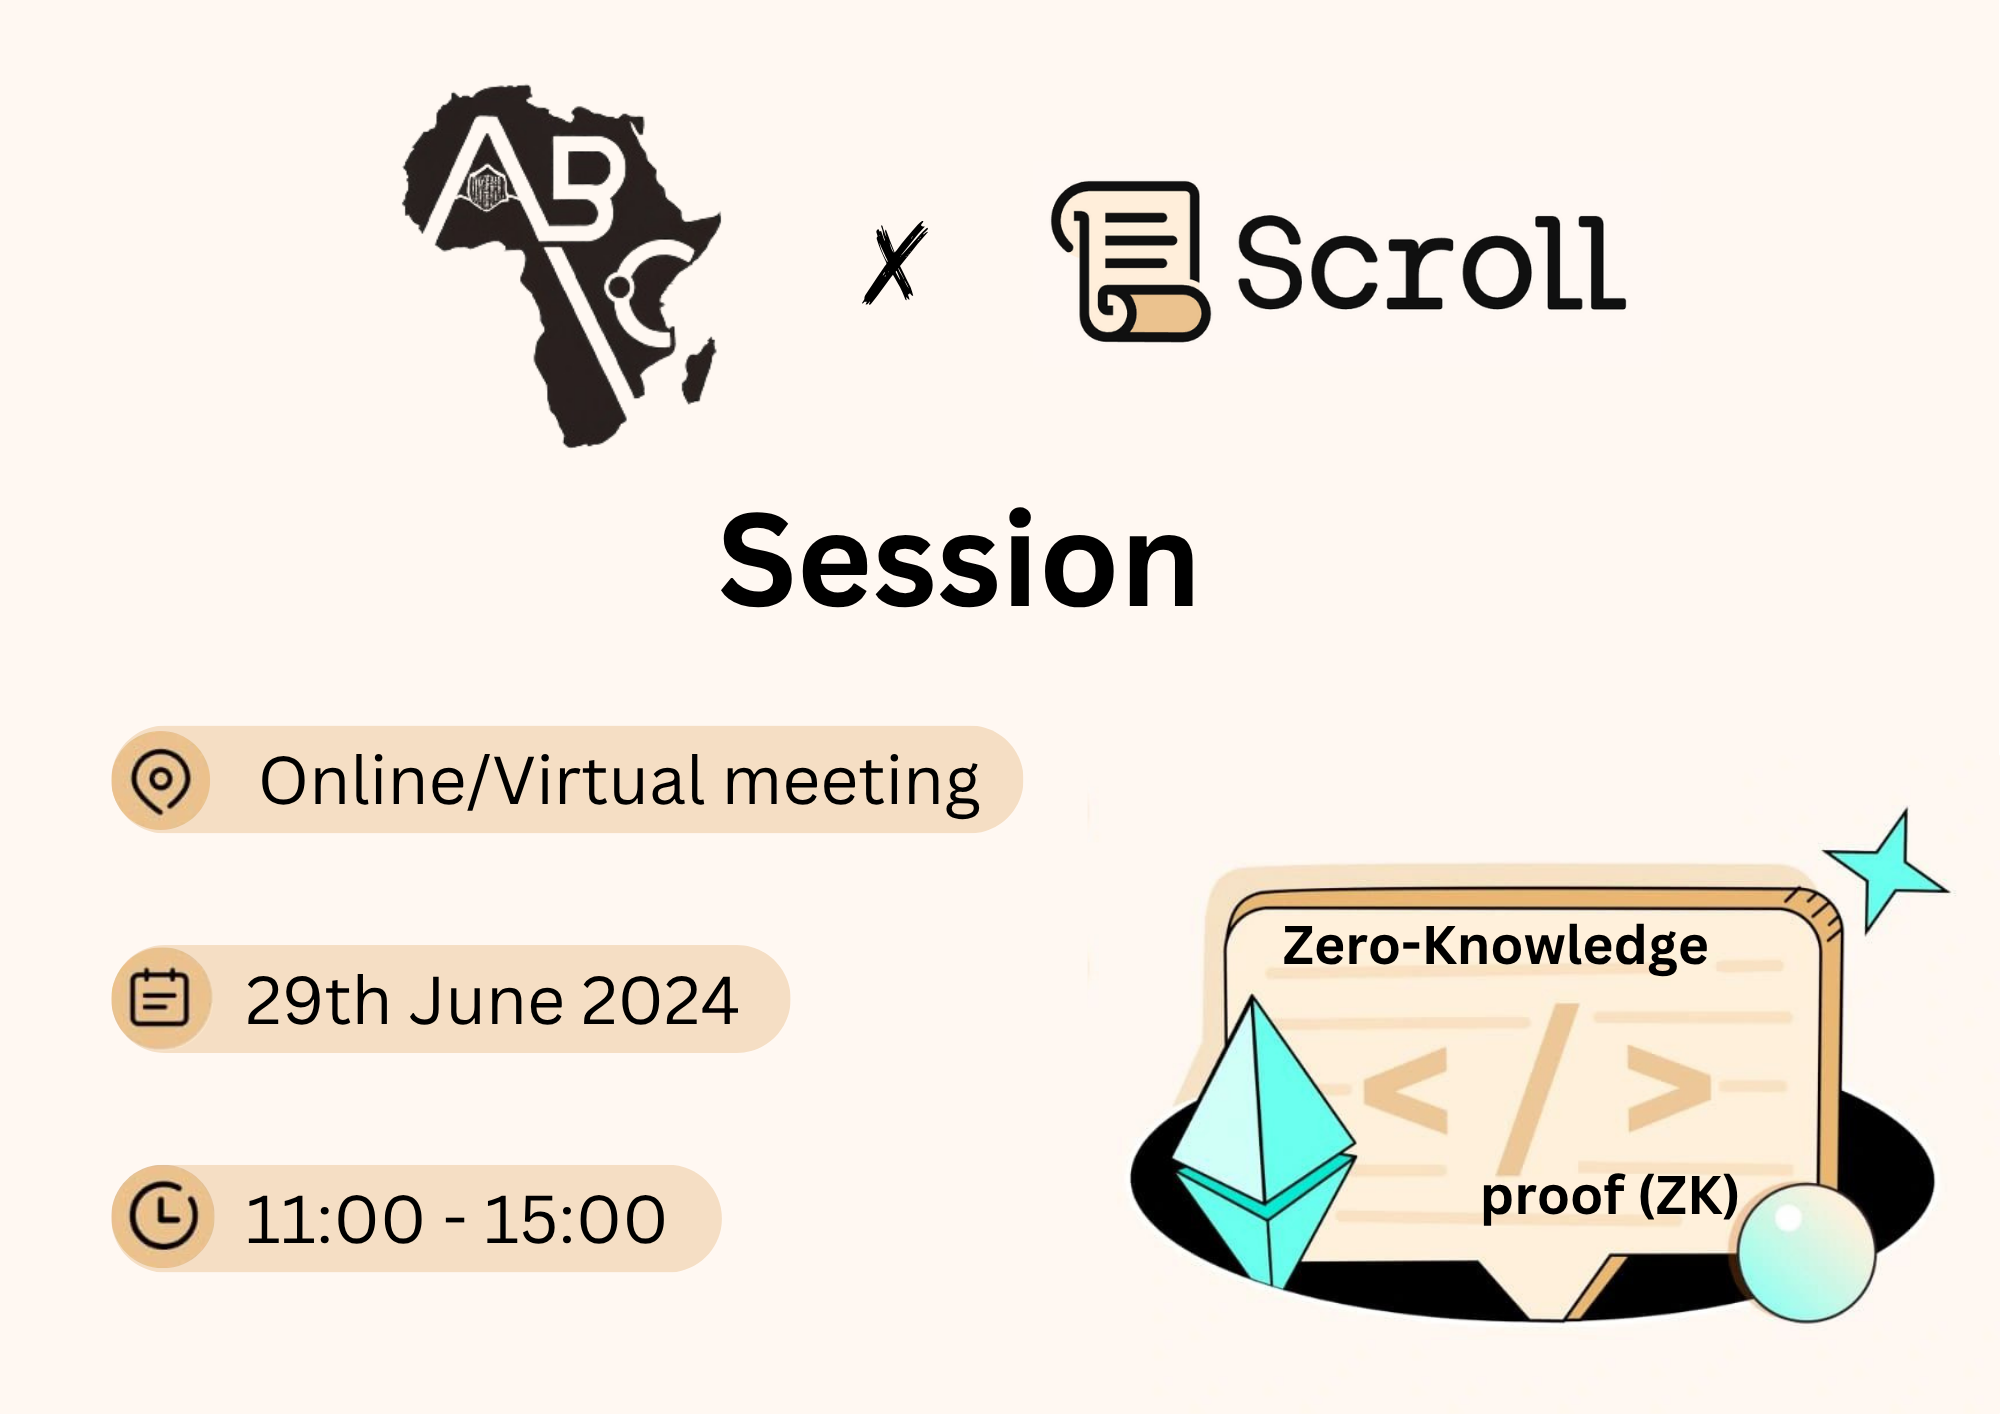 ABC
X
Scroll
Session
Online/Virtual meeting
29th June 2024
11:00 - 15:00
Zero-Knowledge
</>
proof (ZK)